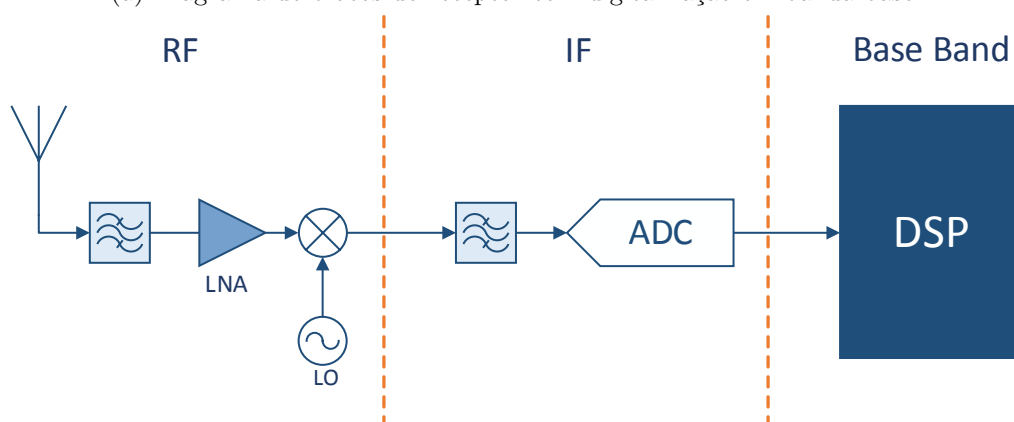 RF
IF
Base Band
ADC
DSP
LNA
LO